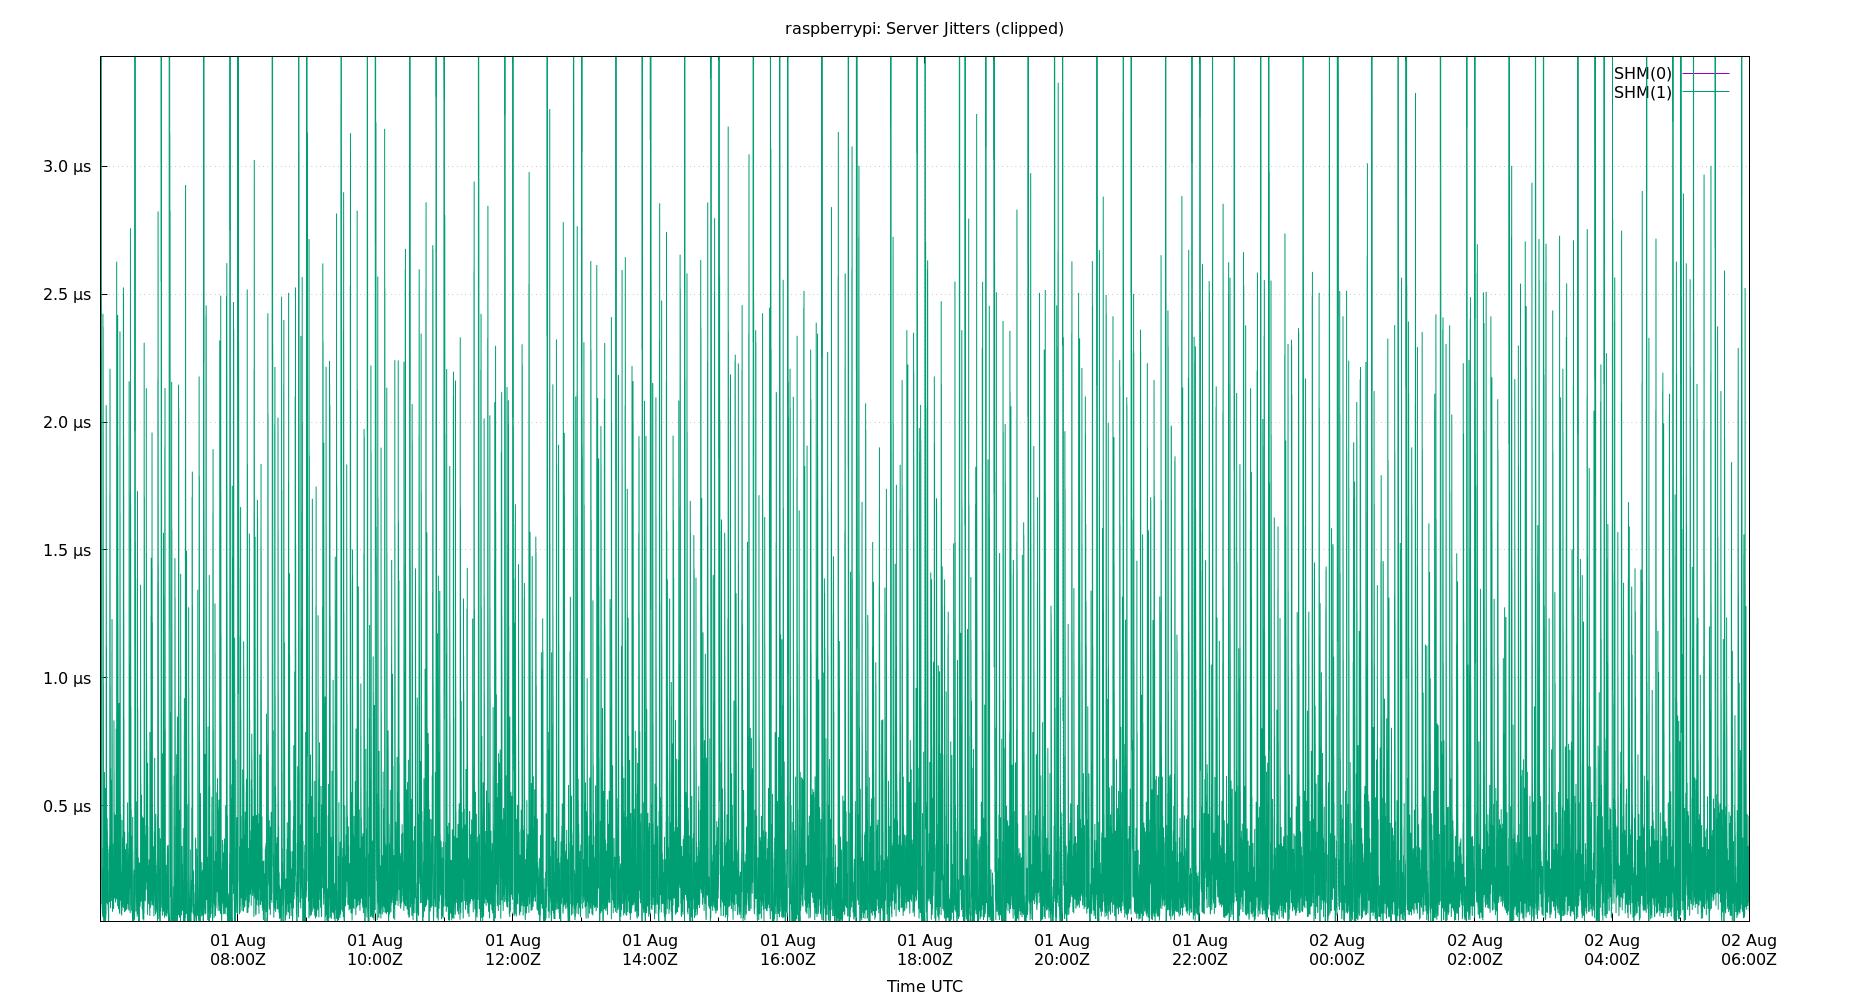 raspberrypi: Server Jitters (clipped)
SHM(0)
SHM(1)
3.0 µs
2.5 µs
2.0 µs
1.5 µs
1.0 µs
0.5 µs
01 Aug 01 Aug 01 Aug 01 Aug 01 Aug 01 Aug 01 Aug 01 Aug 02 Aug 02 Aug 02 Aug 02 Aug
08:00Z 10:00Z 12:00Z 14:00Z 16:00Z 18:00Z 20:00Z 22:00Z 00:00Z 02:00Z 04:00Z 06:00Z
Time UTC